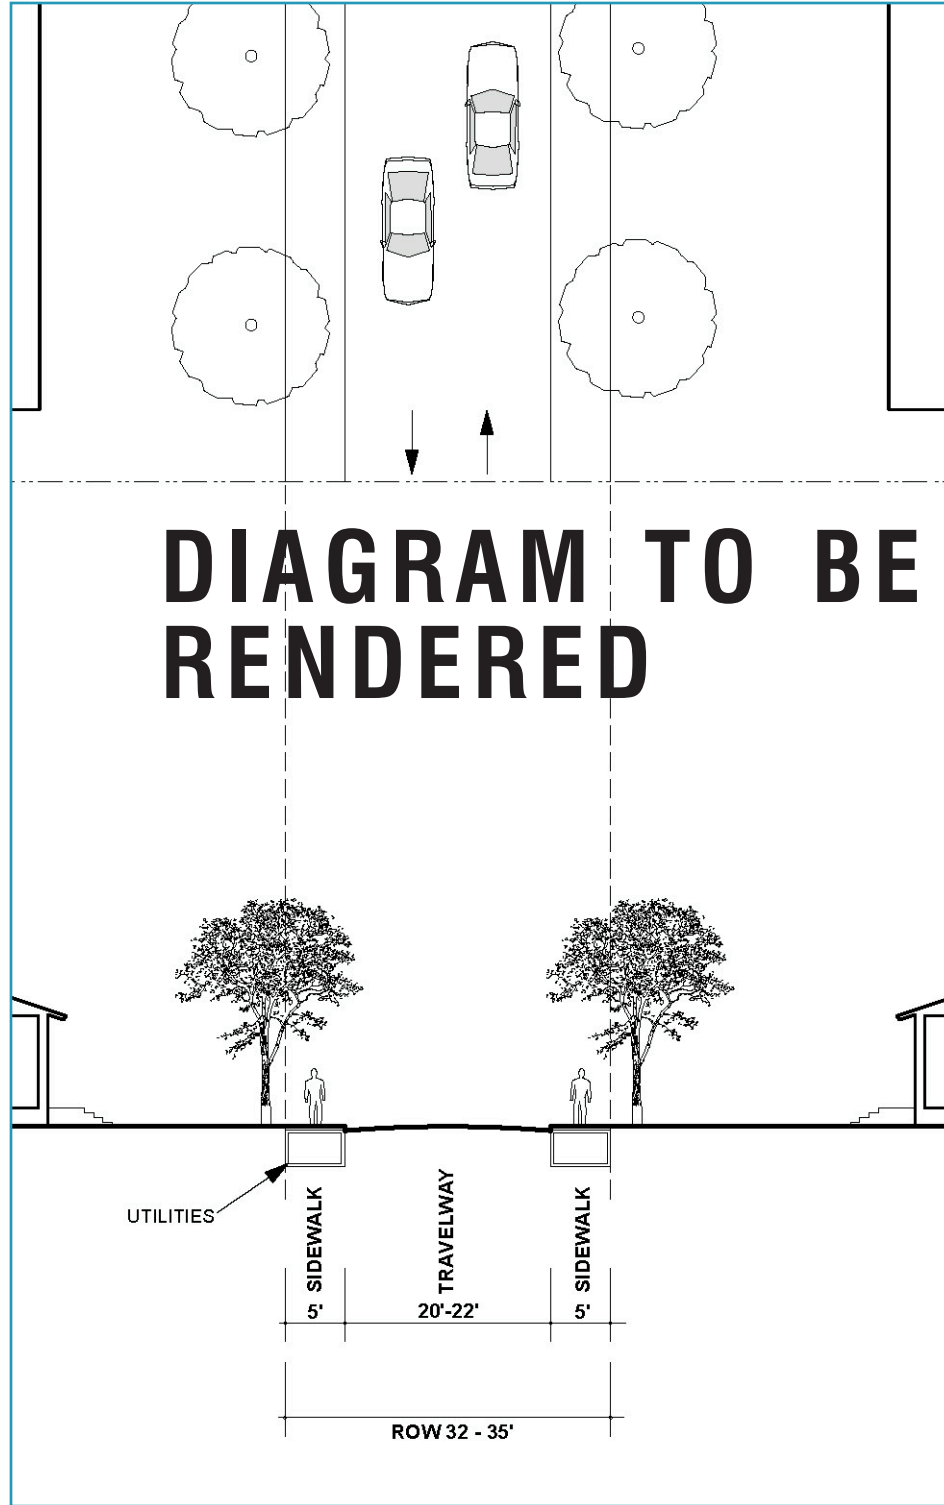 DIAGRAM TO BE
RENDERED
UTILITIES
SIDEWALK
TRAVELWAY
SIDEWALK
5'
20'-22'
5'
ROW 32 - 35'